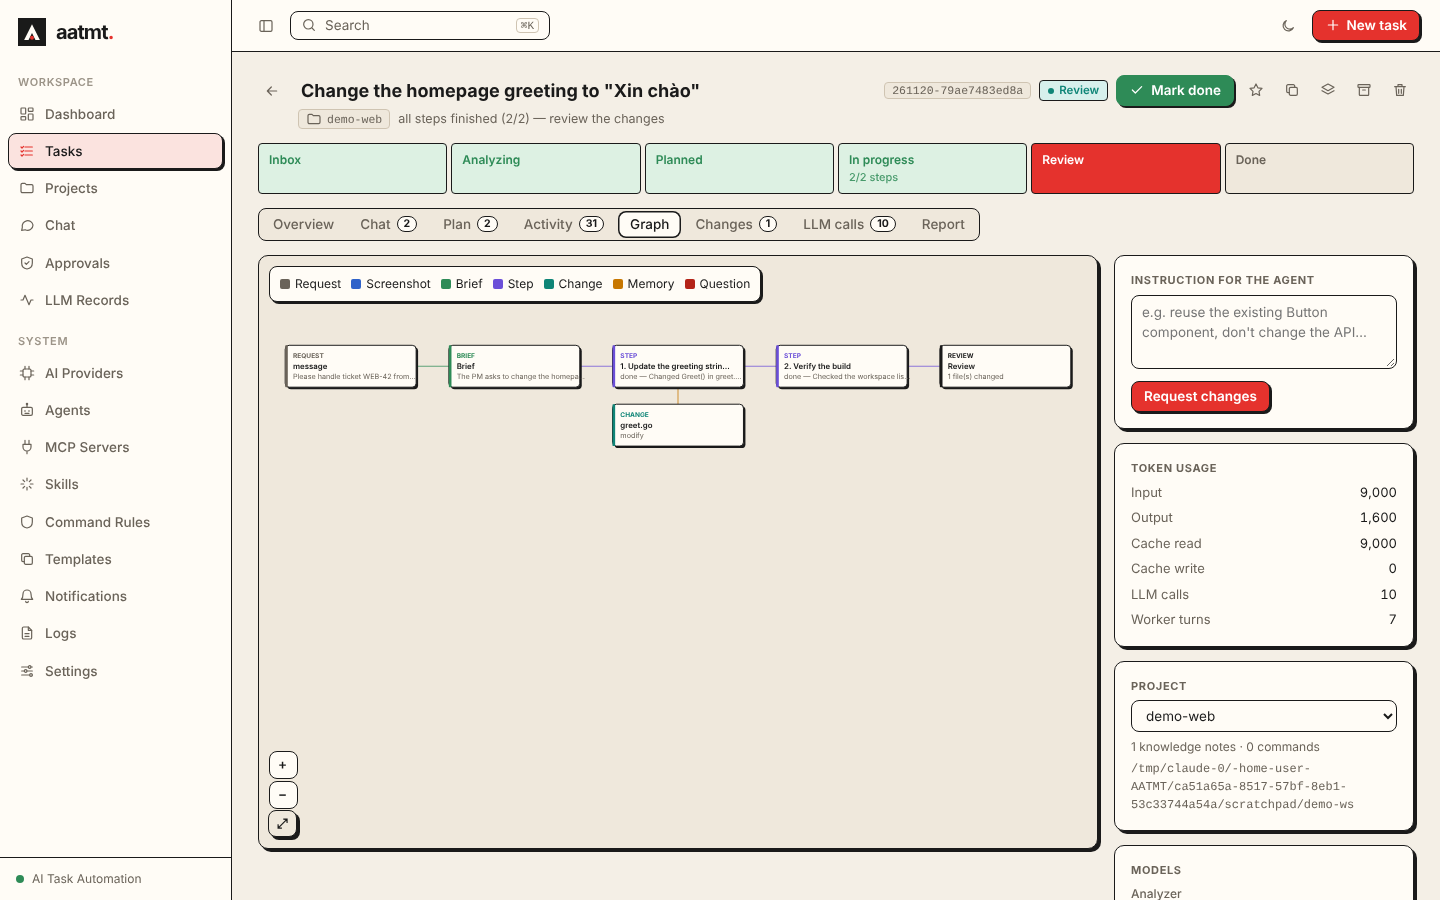 aatmt.
WORKSPACE
Dashboard
Tasks
Projects
Chat
Approvals
LLM Records
SYSTEM
AI Providers
Agents
MCP Servers
Skills
Command Rules
Templates
Notifications
Logs
Settings
AI Task Automation
Search ⌘K
New task
Change the homepage greeting to "Xin chào"
261120-79ae7483ed8a Review Mark done
demo-web all steps finished (2/2) — review the changes
Inbox Analyzing Planned In progress Review Done
2/2 steps
Overview Chat 2 Plan 2 Activity 31 Graph Changes 1 LLM calls 10 Report
Request Screenshot Brief Step Change Memory Question
REQUEST
message
Please handle ticket WEB-42 from...
BRIEF
Brief
The PM asks to change the homepa...
STEP
1. Update the greeting strin...
done — Changed Greet() in greet....
STEP
2. Verify the build
done — Checked the workspace lis...
REVIEW
Review
1 file(s) changed
CHANGE
greet.go
modify
+
−
INSTRUCTION FOR THE AGENT
e.g. reuse the existing Button
component, don't change the API...
Request changes
TOKEN USAGE
Input 9,000
Output 1,600
Cache read 9,000
Cache write 0
LLM calls 10
Worker turns 7
PROJECT
demo-web
1 knowledge notes · 0 commands
/tmp/claude-0/-home-user-
AATMT/ca51a65a-8517-57bf-8eb1-
53c33744a54a/scratchpad/demo-ws
MODELS
Analyzer